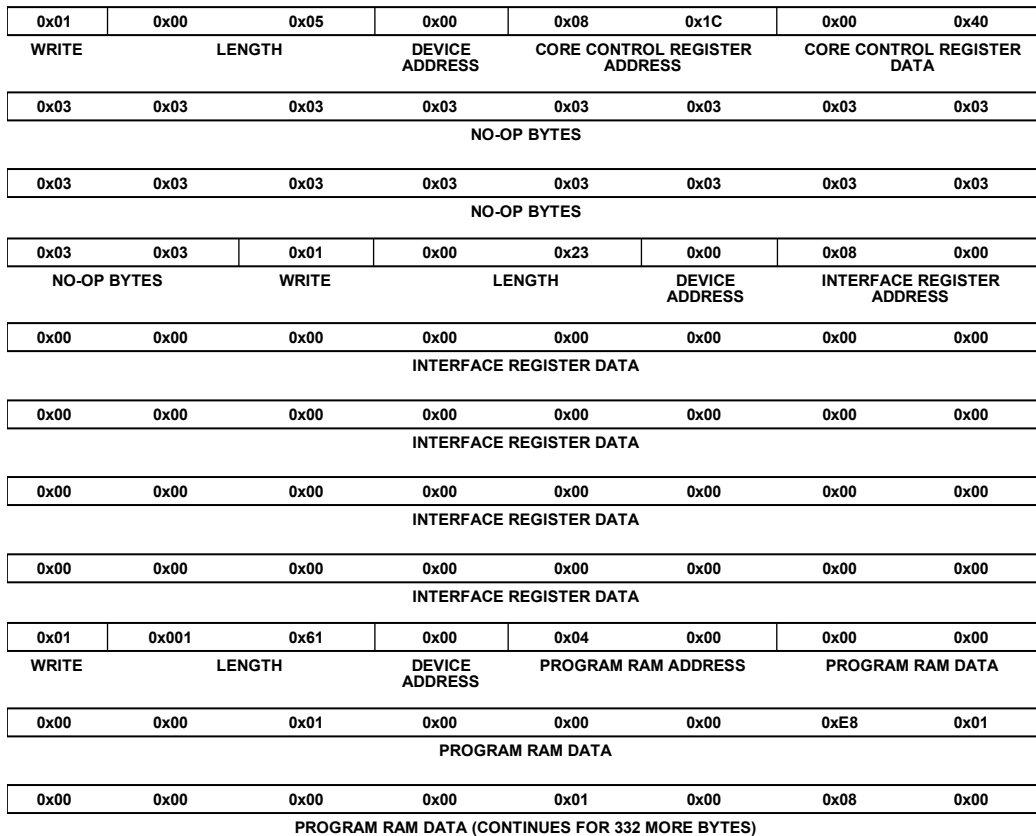 0x01 0x00 0x05 0x00 0x08 0x1C 0x00 0x40
WRITE LENGTH DEVICE ADDRESS CORE CONTROL REGISTER ADDRESS CORE CONTROL REGISTER DATA
0x03 0x03 0x03 0x03 0x03 0x03 0x03 0x03
NO-OP BYTES
0x03 0x03 0x03 0x03 0x03 0x03 0x03 0x03
NO-OP BYTES
0x03 0x03 0x01 0x00 0x23 0x00 0x08 0x00
NO-OP BYTES WRITE LENGTH DEVICE ADDRESS INTERFACE REGISTER ADDRESS
0x00 0x00 0x00 0x00 0x00 0x00 0x00 0x00
INTERFACE REGISTER DATA
0x00 0x00 0x00 0x00 0x00 0x00 0x00 0x00
INTERFACE REGISTER DATA
0x00 0x00 0x00 0x00 0x00 0x00 0x00 0x00
INTERFACE REGISTER DATA
0x00 0x00 0x00 0x00 0x00 0x00 0x00 0x00
INTERFACE REGISTER DATA
0x01 0x001 0x61 0x00 0x04 0x00 0x00 0x00
WRITE LENGTH DEVICE ADDRESS PROGRAM RAM ADDRESS PROGRAM RAM DATA
0x00 0x00 0x01 0x00 0x00 0x00 0xE8 0x01
PROGRAM RAM DATA
0x00 0x00 0x00 0x00 0x01 0x00 0x08 0x00
PROGRAM RAM DATA (CONTINUES FOR 332 MORE BYTES)